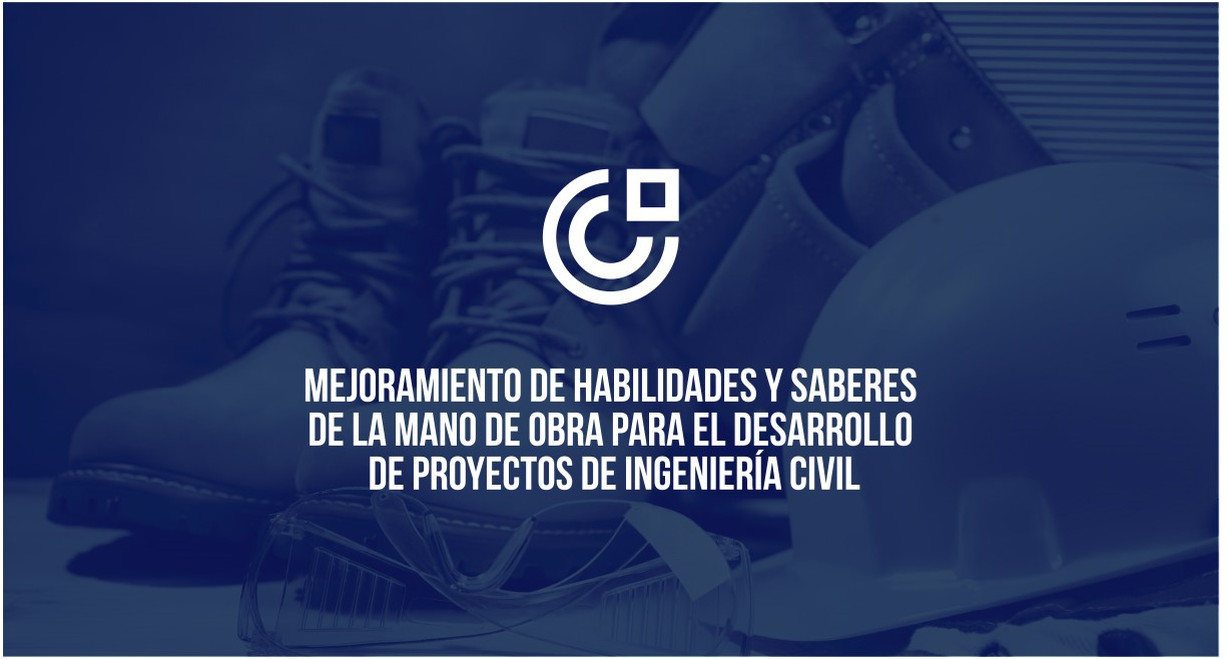 MEJORAMIENTO DE HABILIDADES Y SABERES
DE LA MANO DE OBRA PARA EL DESARROLLO
DE PROYECTOS DE INGENIERÍA CIVIL